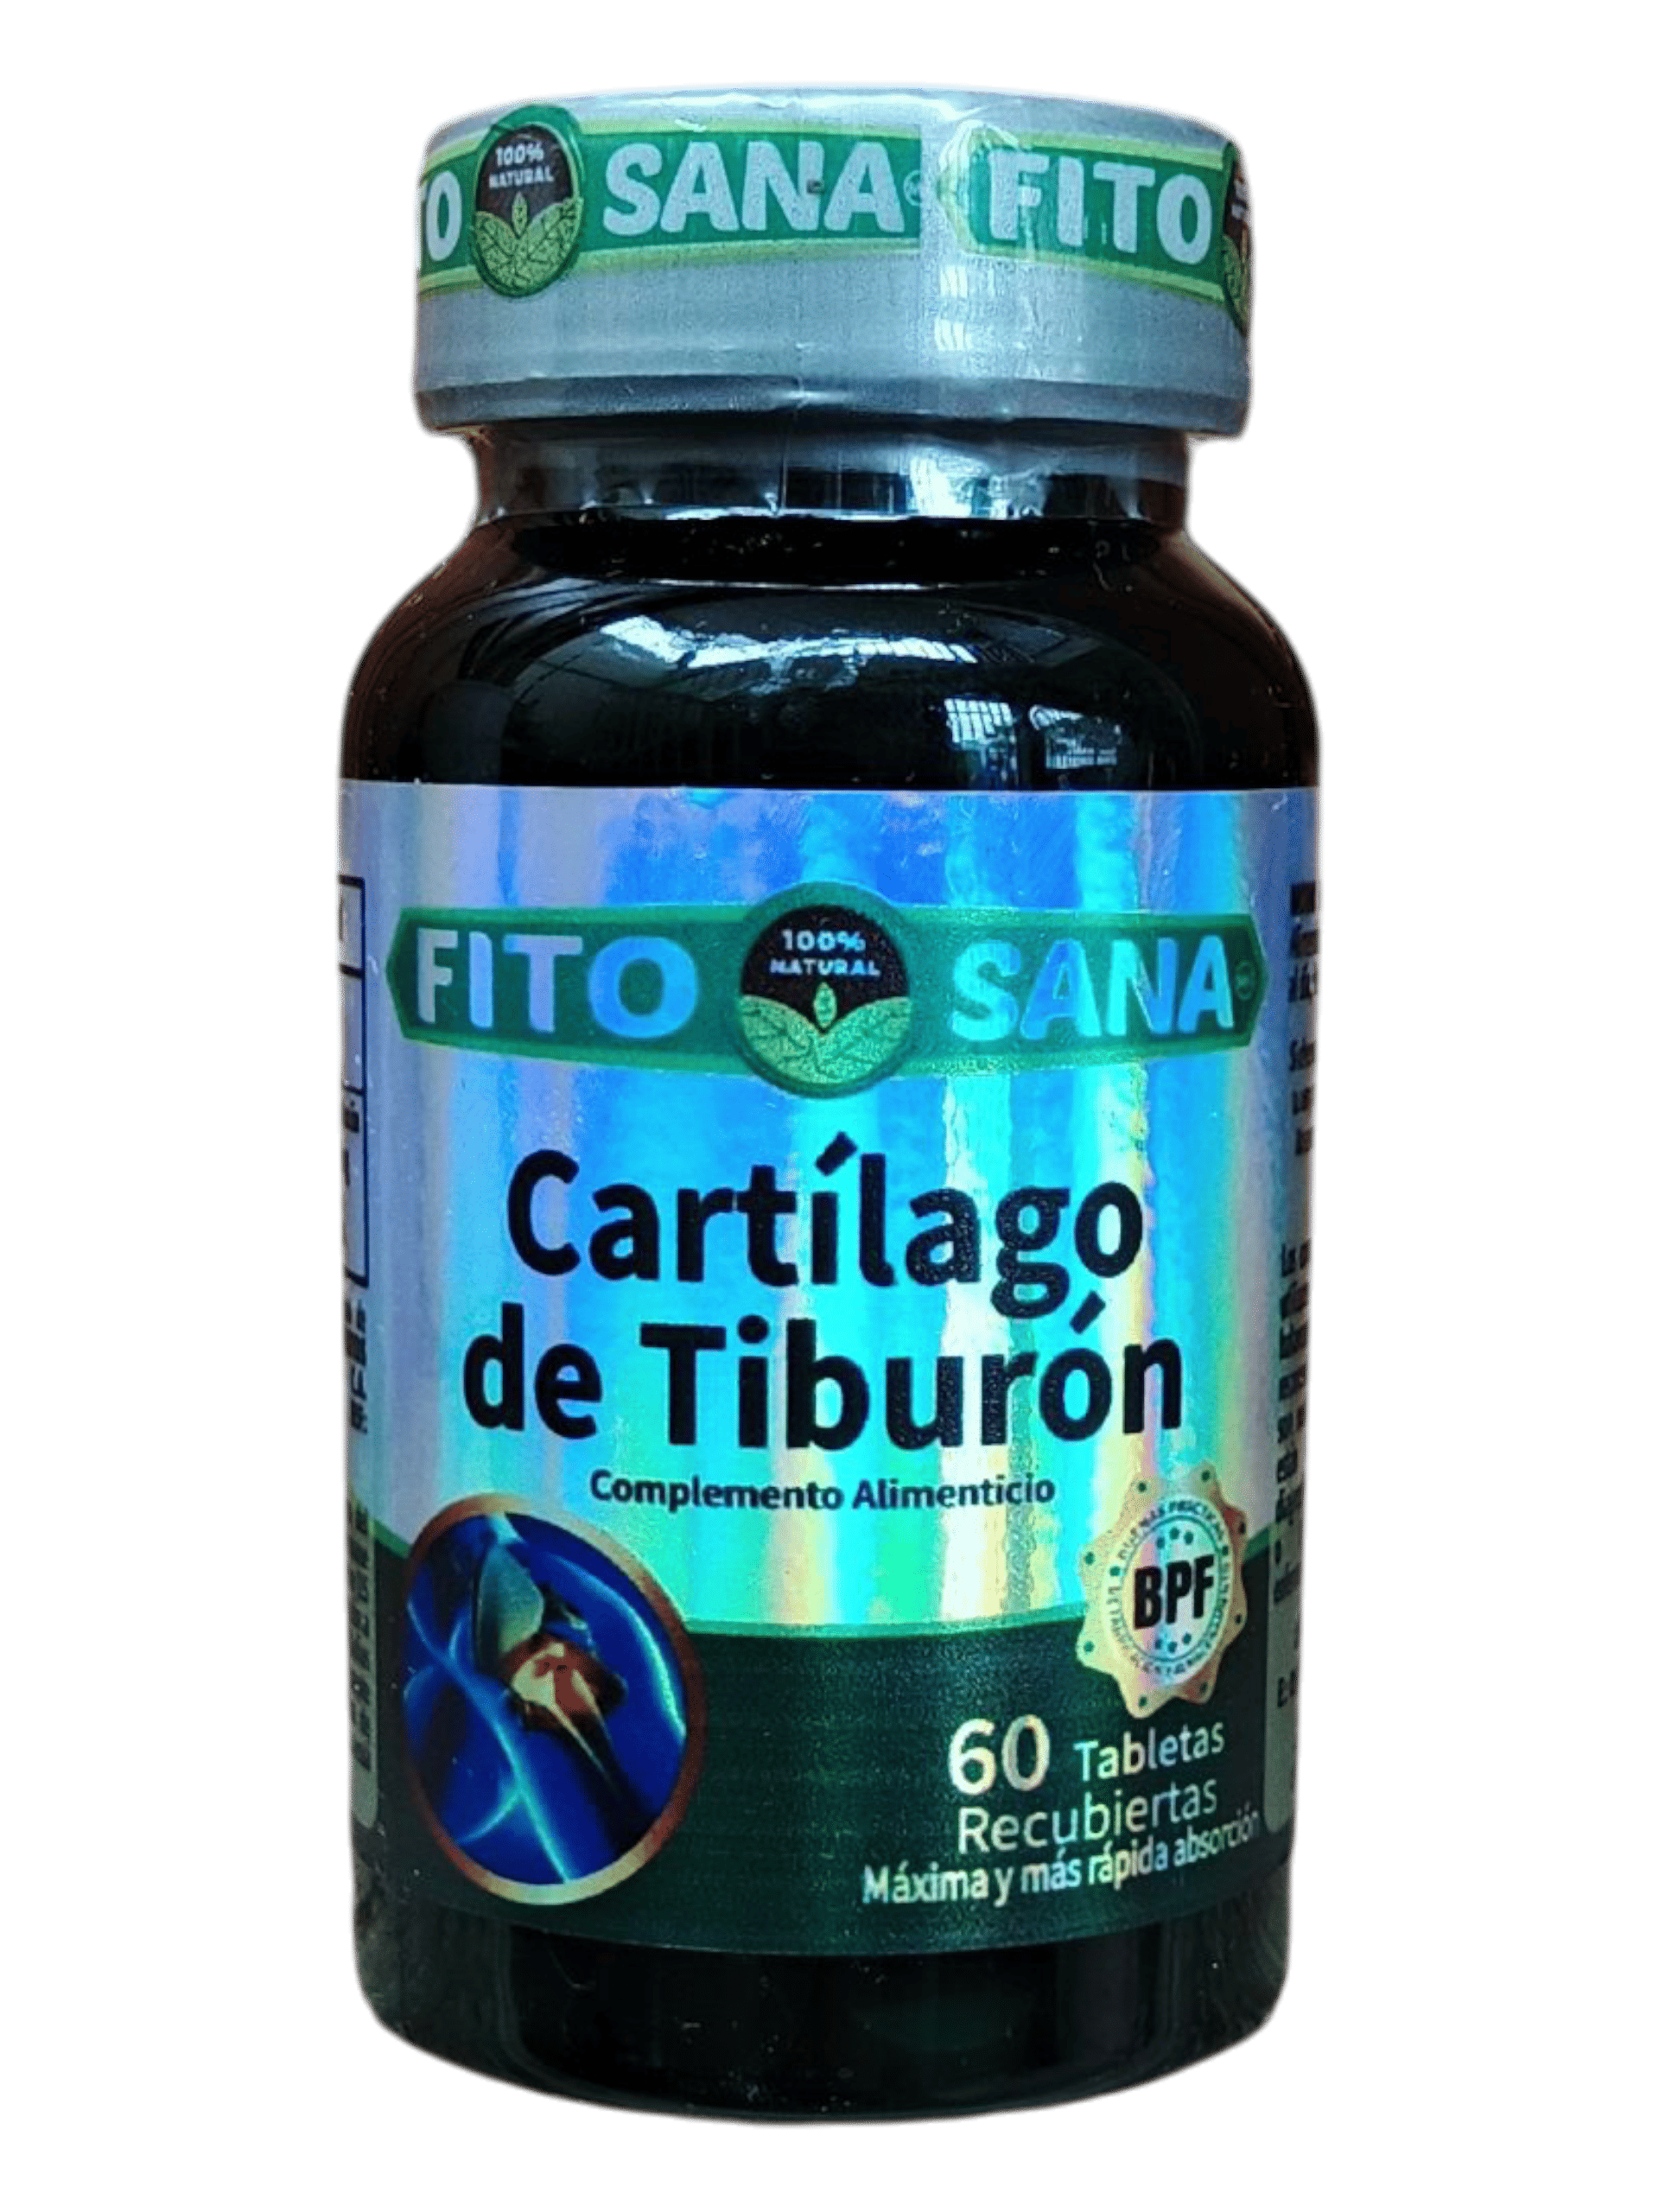 TO 100% NATURAL SANA FITO
FITO 100% NATURAL SANA
Cartílago
de Tiburón
Complemento Alimenticio
BPF
60 Tabletas
Recubiertas
Máxima y más rápida absorción